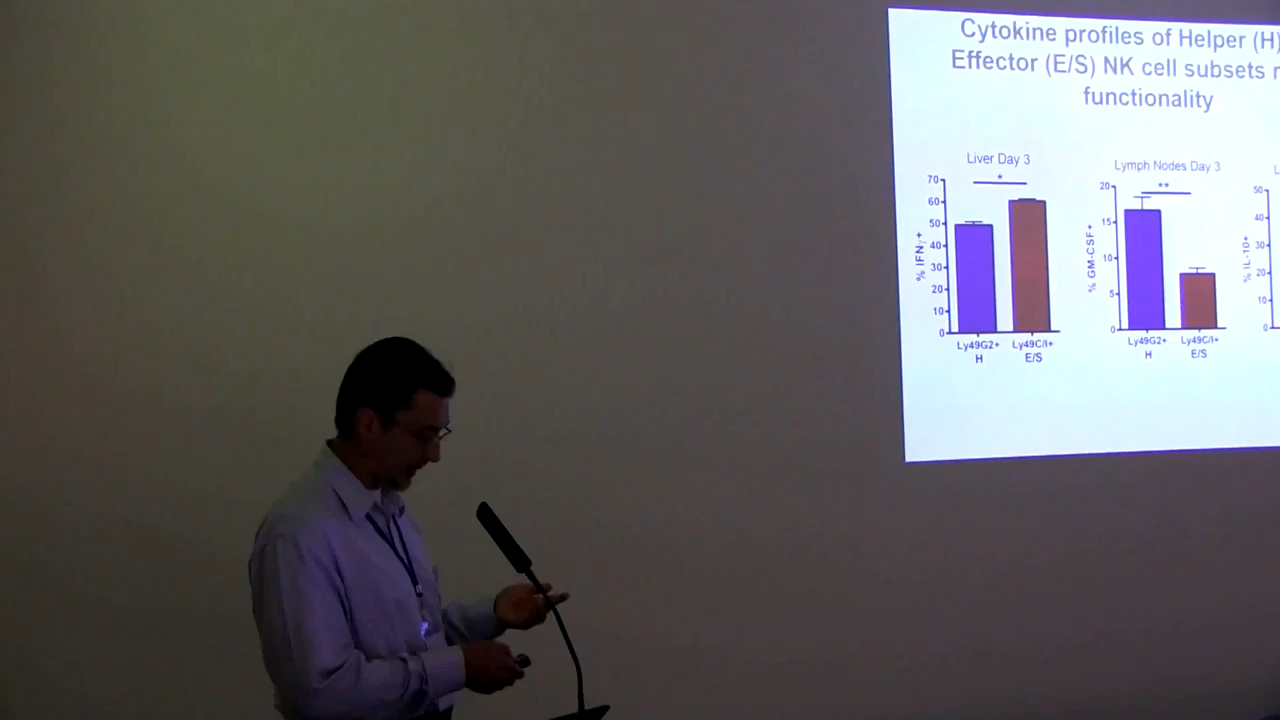 Cytokine profiles of Helper (H)
Effector (E/S) NK cell subsets
functionality
Liver Day 3
*
% IFNγ+
70
60
50
40
30
20
10
0
Ly49G2+
H
Ly49C/I+
E/S
Lymph Nodes Day 3
**
% GM-CSF+
20
15
10
5
0
Ly49G2+
H
Ly49C/I+
E/S
L
% IL-10+
50
40
30
20
10
0